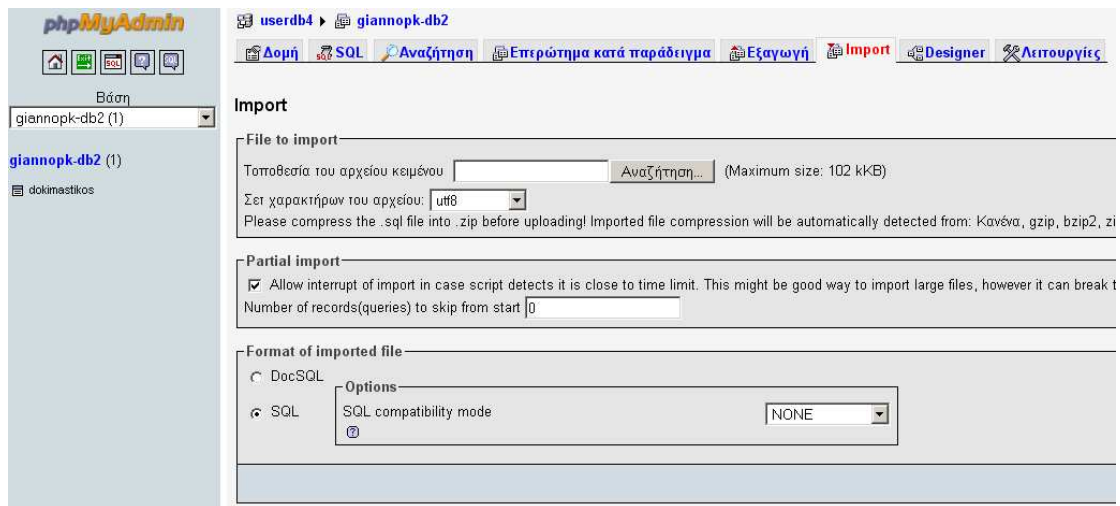 phpMyAdmin
Βάση
giannopk-db2 (1)
giannopk-db2 (1)
dokimastikos
userdb4 giannopk-db2
Δομή SQL Αναζήτηση Επερώτημα κατά παράδειγμα Εξαγωγή Import Designer Λειτουργίες
Import
File to import
Τοποθεσία του αρχείου κειμένου Αναζήτηση... (Maximum size: 102 kKB)
Σετ χαρακτήρων του αρχείου: utf8
Please compress the .sql file into .zip before uploading! Imported file compression will be automatically detected from: Κανένα, gzip, bzip2, zi
Partial import
Allow interrupt of import in case script detects it is close to time limit. This might be good way to import large files, however it can break t
Number of records(queries) to skip from start 0
Format of imported file
DocSQL
Options
SQL SQL compatibility mode NONE